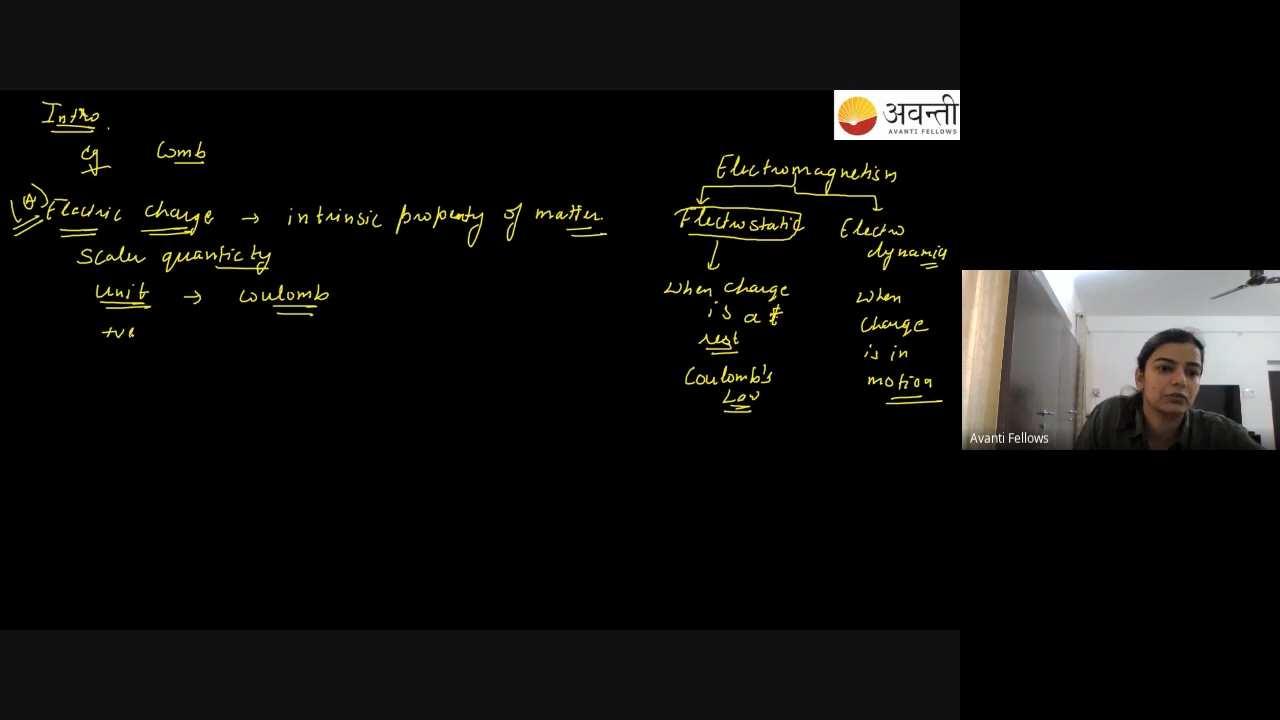 Intro.
eg Comb
Electric charge → intrinsic property of matter.
Scalar quantity
Unit → Coulomb
+ve
अवन्ती
AVANTI FELLOWS
Electromagnetism
Electrostatic
When charge
is at
rest
Coulomb's
Law
Electro
dynamics
When
charge
is in
motion
Avanti Fellows